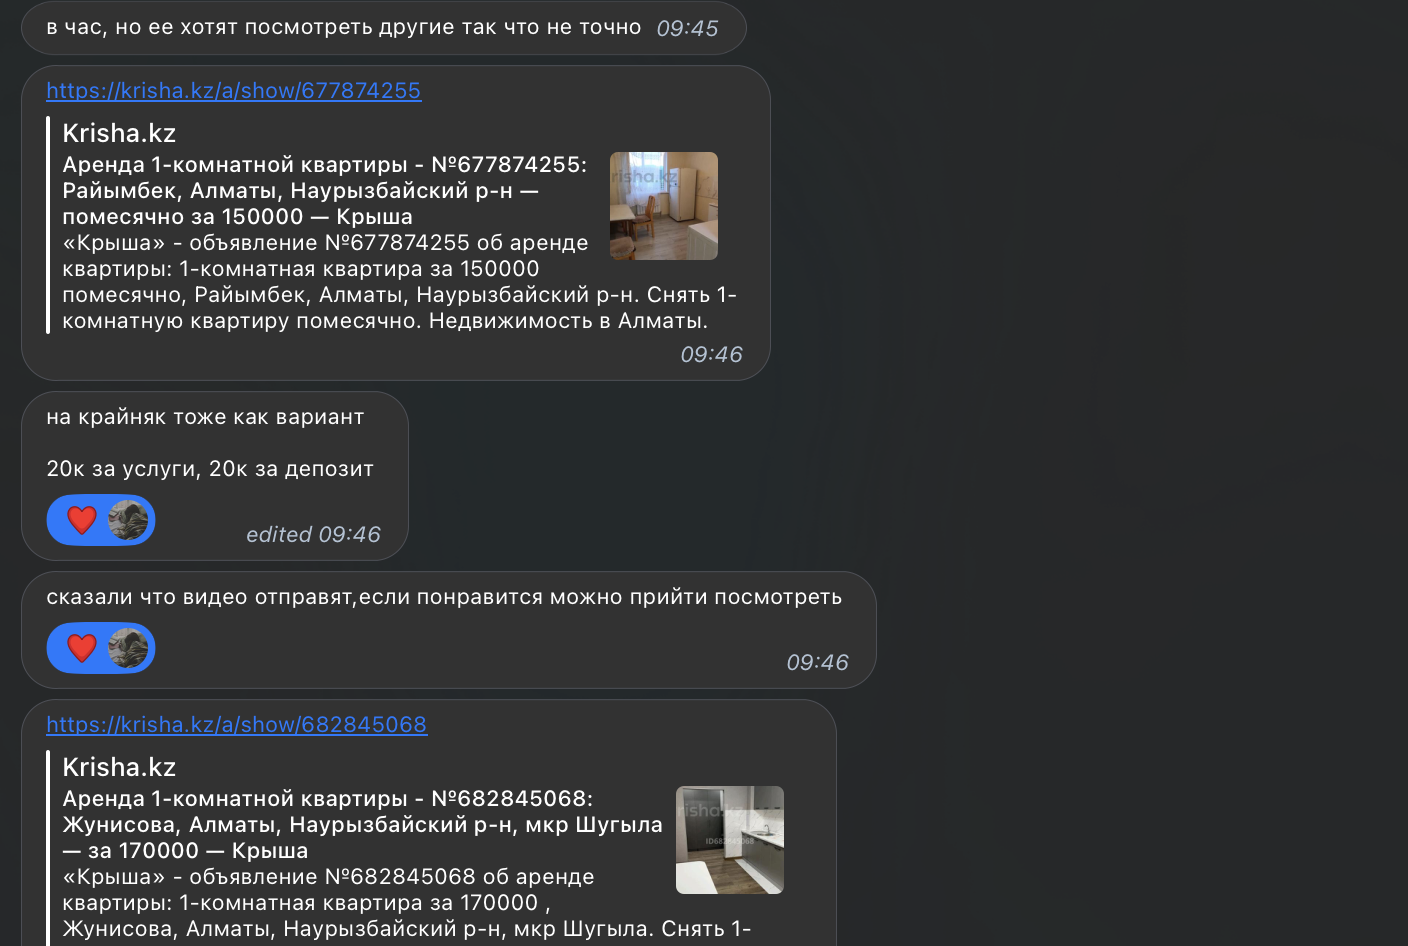 в час, но ее хотят посмотреть другие так что не точно 09:45
https://krisha.kz/a/show/677874255
Krisha.kz
Аренда 1-комнатной квартиры - №677874255:
Райымбек, Алматы, Наурызбайский р-н —
помесячно за 150000 — Крыша
«Крыша» - объявление №677874255 об аренде
квартиры: 1-комнатная квартира за 150000
помесячно, Райымбек, Алматы, Наурызбайский р-н. Снять 1-
комнатную квартиру помесячно. Недвижимость в Алматы.
risha.kz
09:46
на крайняк тоже как вариант
20к за услуги, 20к за депозит
edited 09:46
сказали что видео отправят,если понравится можно прийти посмотреть
09:46
https://krisha.kz/a/show/682845068
Krisha.kz
Аренда 1-комнатной квартиры - №682845068:
Жунисова, Алматы, Наурызбайский р-н, мкр Шугыла
— за 170000 — Крыша
«Крыша» - объявление №682845068 об аренде
квартиры: 1-комнатная квартира за 170000 ,
Жунисова, Алматы, Наурызбайский р-н, мкр Шугыла. Снять 1-
risha.kz
ID682845068